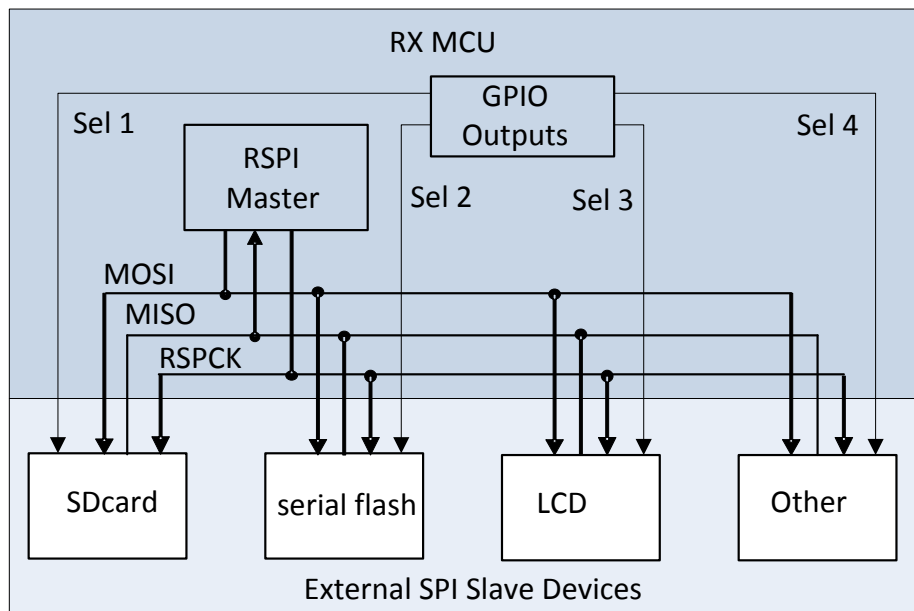 RX MCU
GPIO
Outputs
Sel 1
Sel 4
RSPI
Master
Sel 2
Sel 3
MOSI
MISO
RSPCK
SDcard
serial flash
LCD
Other
External SPI Slave Devices